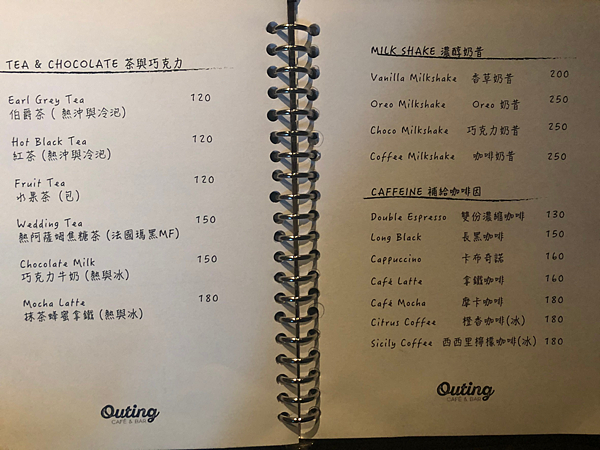 TEA & CHOCOLATE 茶與巧克力
Earl Grey Tea 120
伯爵茶 ( 熱沖與冷泡)
Hot Black Tea 120
紅茶 (熱沖與冷泡)
Fruit Tea 120
水果茶 (包)
Wedding Tea 150
熱阿薩姆焦糖茶 (法國瑪黑MF)
Chocolate Milk 150
巧克力牛奶 (熱與冰)
Mocha Latte 180
抹茶蜂蜜拿鐵 (熱與冰)
Outing
CAFÉ & BAR
MILK SHAKE 濃醇奶昔
Vanilla Milkshake 香草奶昔 200
Oreo Milkshake Oreo 奶昔 250
Choco Milkshake 巧克力奶昔 250
Coffee Milkshake 咖啡奶昔 250
CAFFEINE 補給咖啡因
Double Espresso 雙份濃縮咖啡 130
Long Black 長黑咖啡 150
Cappuccino 卡布奇諾 160
Café Latte 拿鐵咖啡 160
Café Mocha 摩卡咖啡 180
Citrus Coffee 橙香咖啡(冰) 180
Sicily Coffee 西西里檸檬咖啡(冰) 180
Outing
CAFÉ & BAR